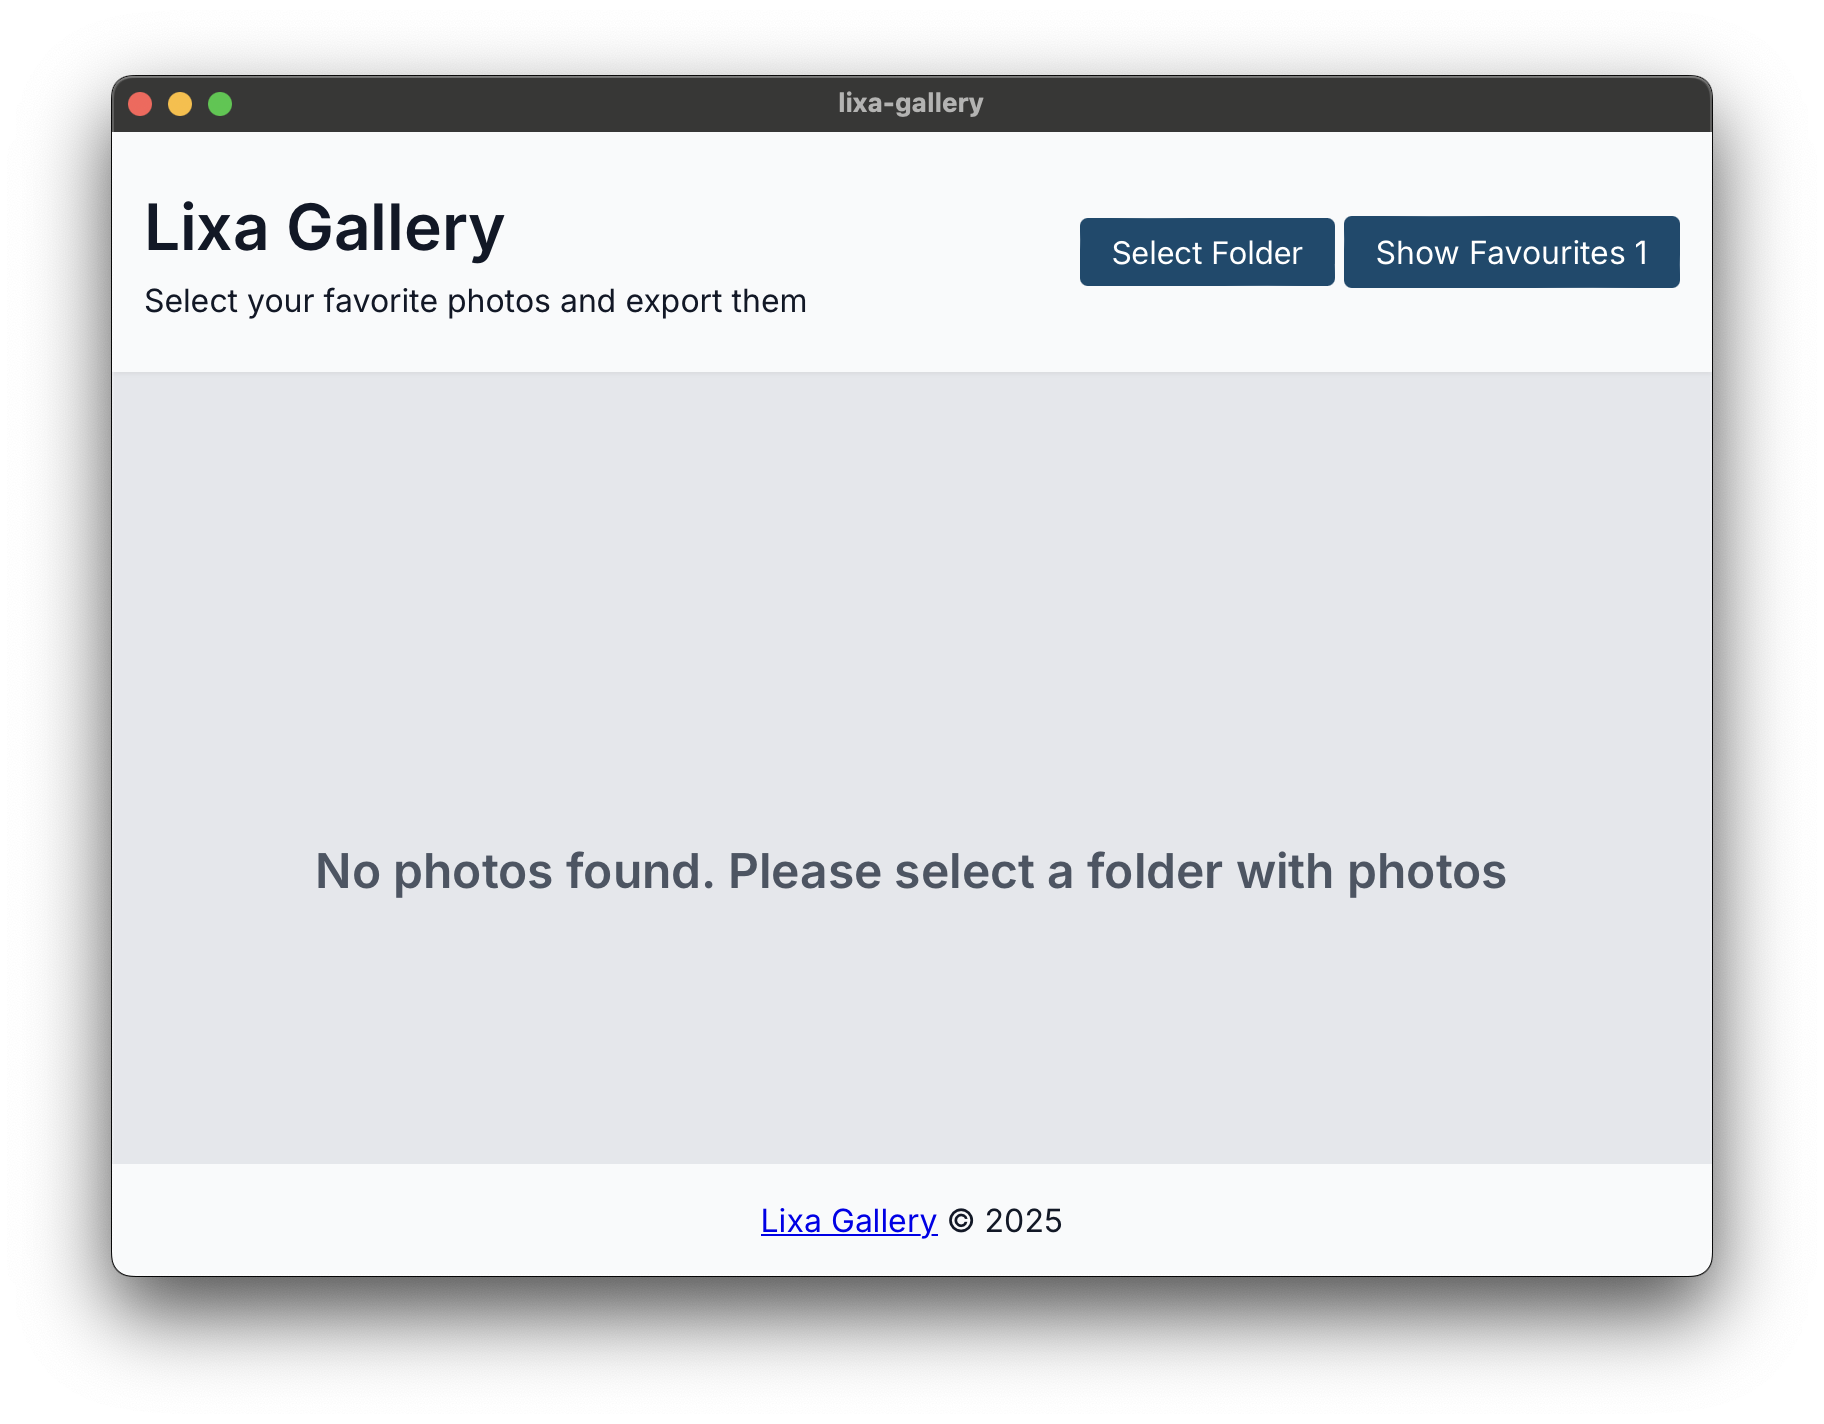 lixa-gallery
Lixa Gallery
Select your favorite photos and export them
Select Folder
Show Favourites 1
No photos found. Please select a folder with photos
Lixa Gallery © 2025